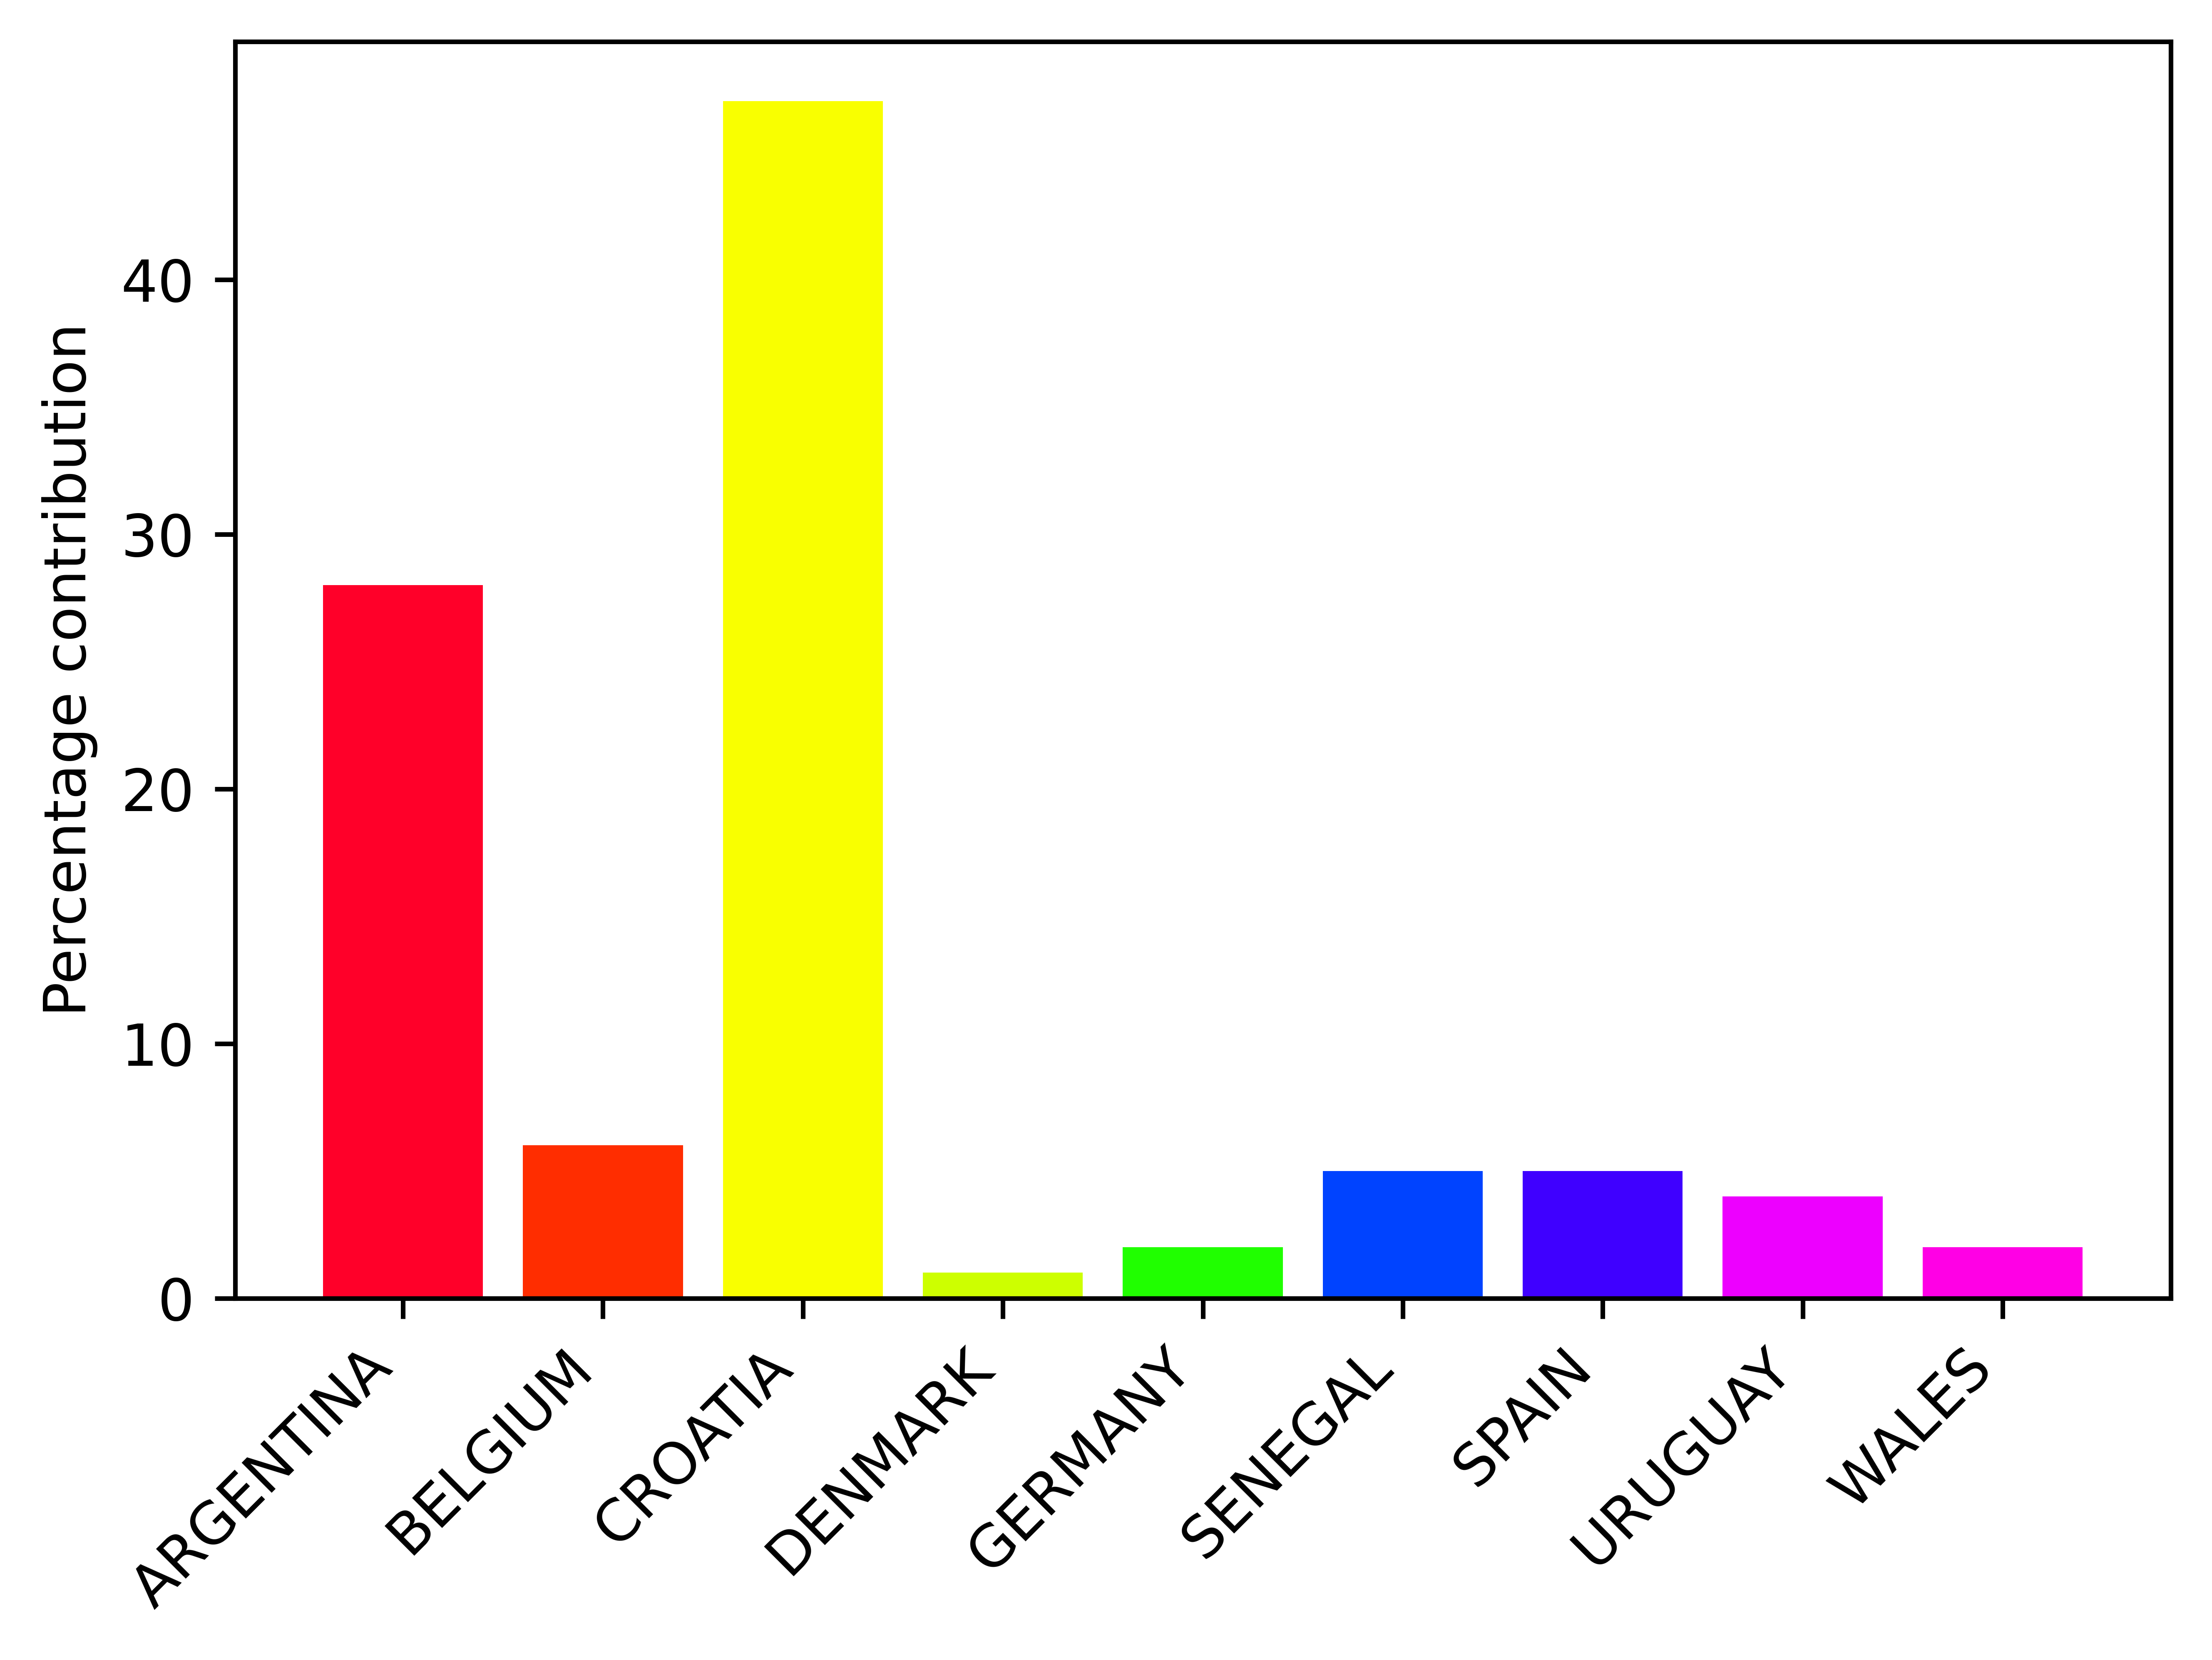 Percentage contribution
40
30
20
10
0
ARGENTINA
BELGIUM
CROATIA
DENMARK
GERMANY
SENEGAL
SPAIN
URUGUAY
WALES